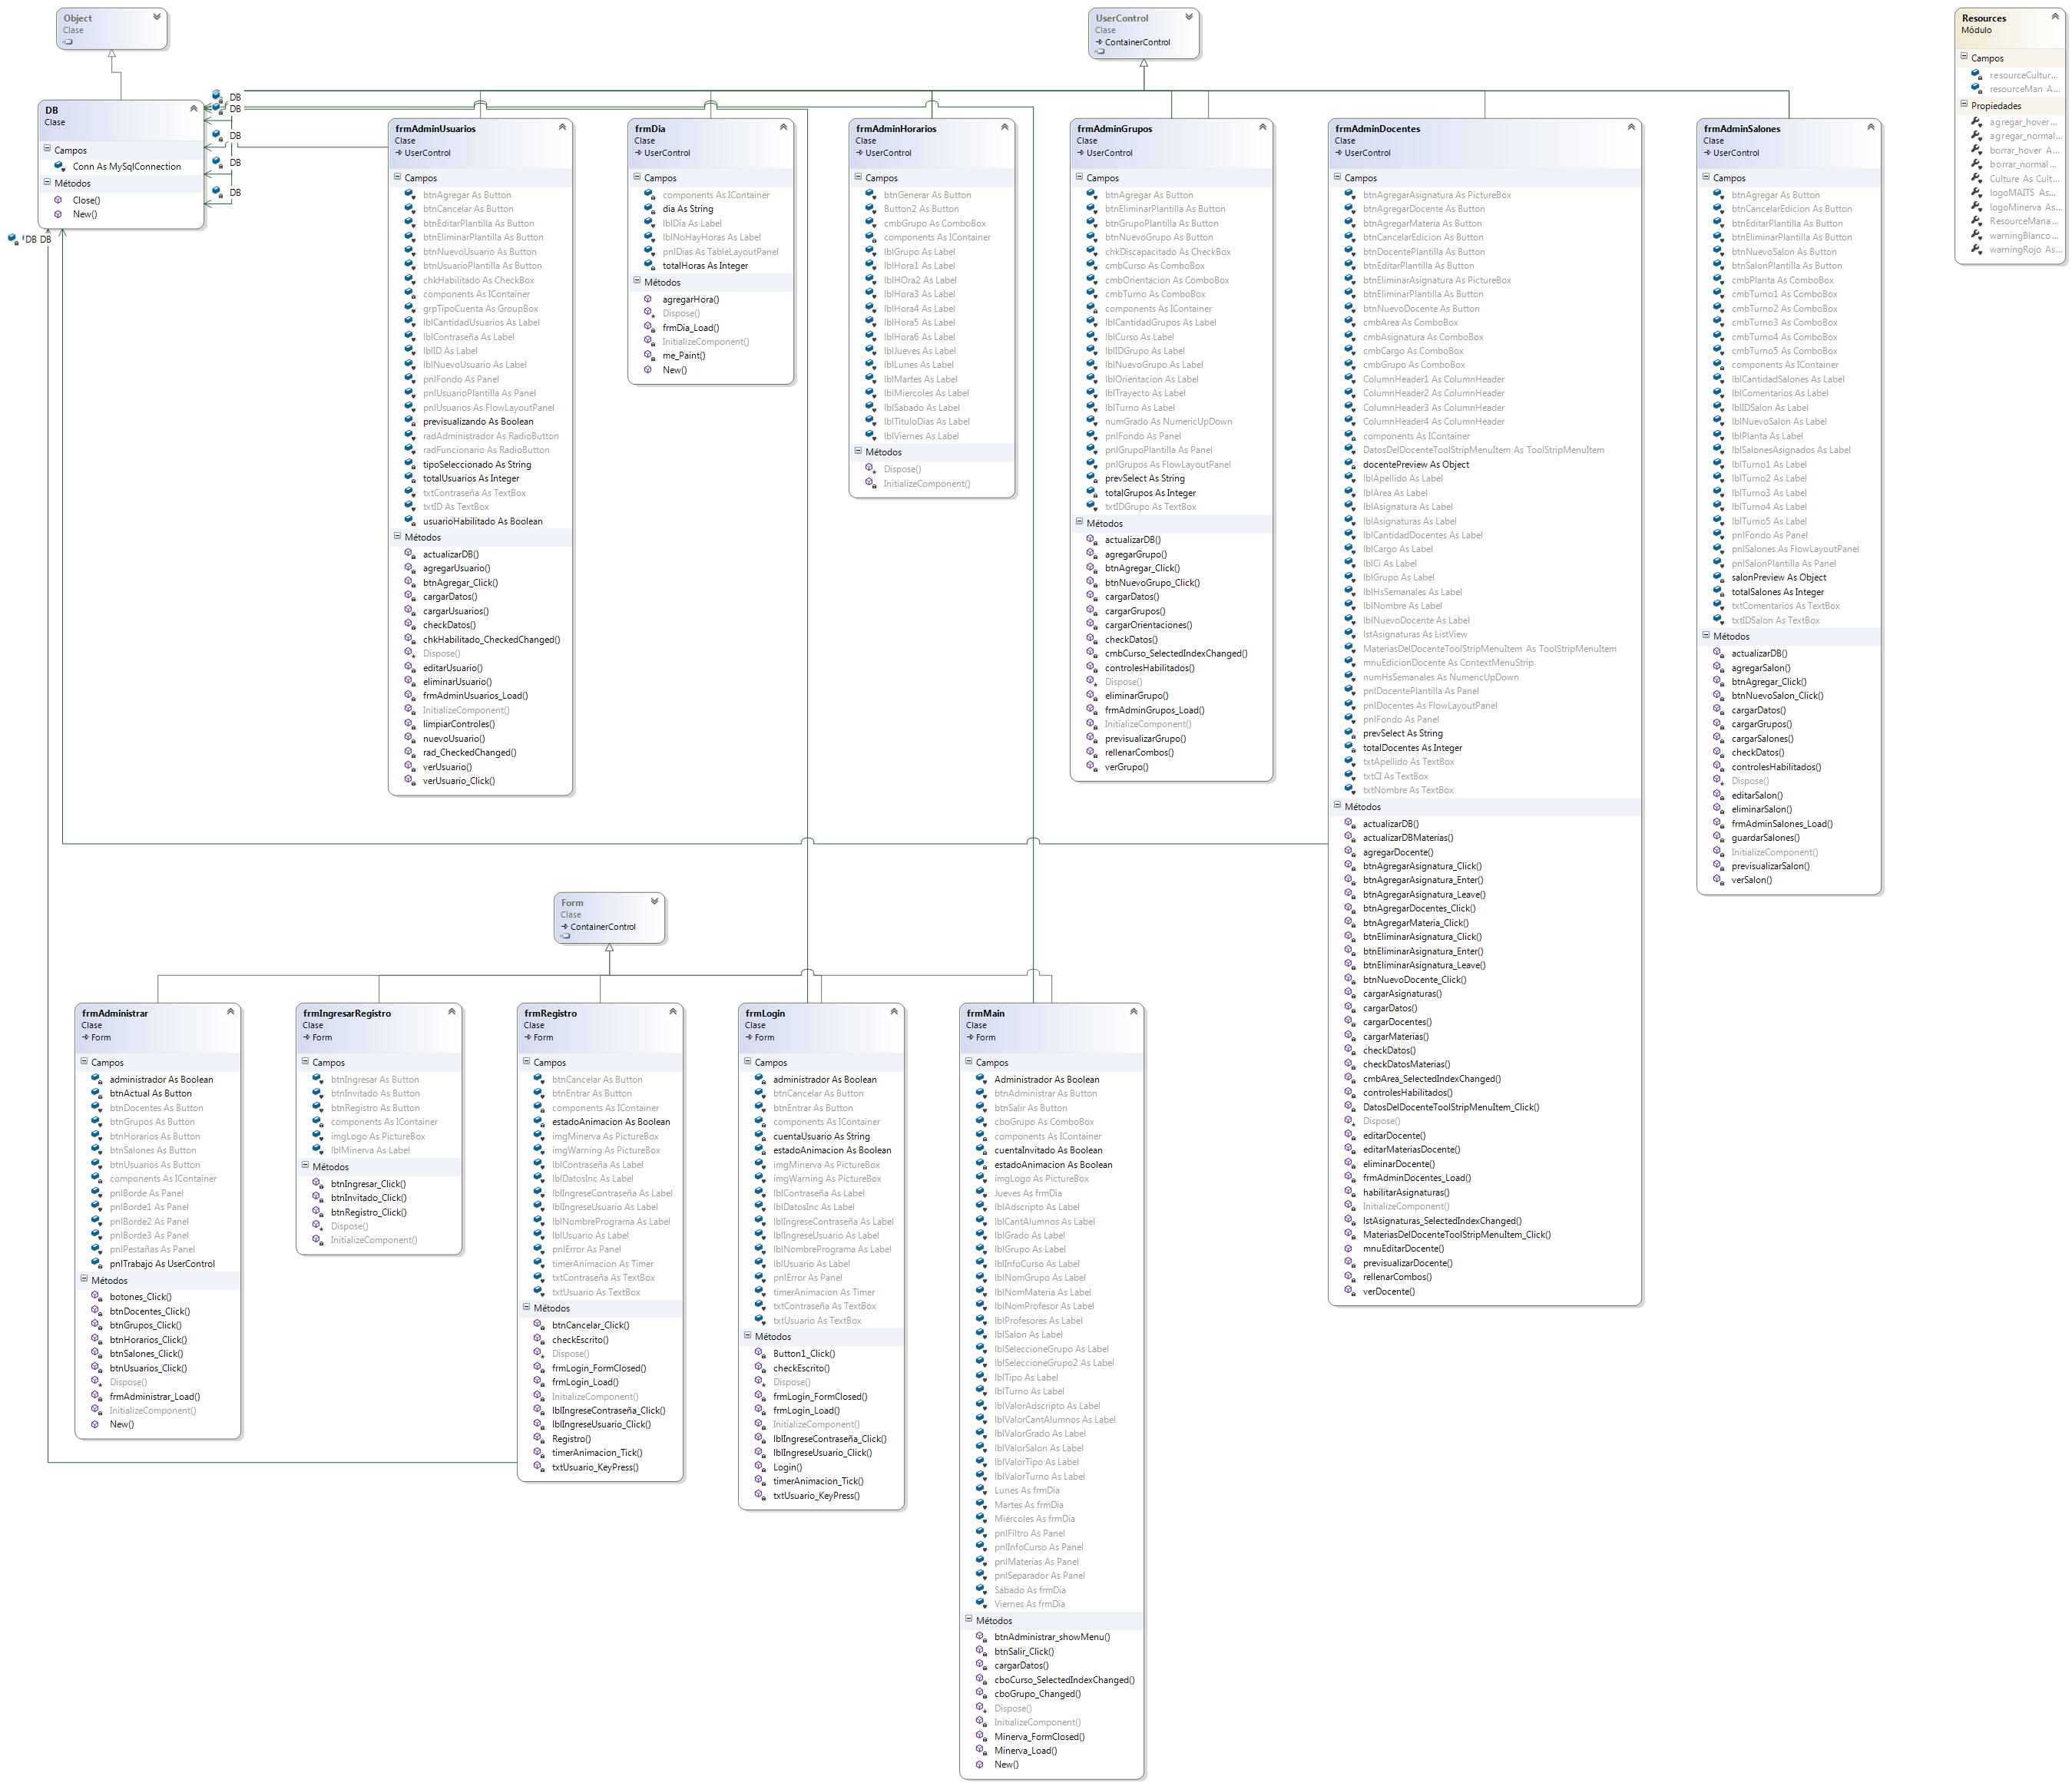 Object
Clase
UserControl
Clase
ContainerControl
Resources
Módulo
Campos
resourceCultur...
resourceMan A...
Propiedades
agregar_hover...
agregar_normal...
borrar_hover A...
borrar_normal...
Culture As Cult...
logoMAITS As...
logoMinerva As...
ResourceMana...
warningBlanco...
warningRojo As...
DB
Clase
Campos
Conn As MySqlConnection
Métodos
Close()
New()
DB
DB
DB
DB
DB
DB DB
frmAdminUsuarios
Clase
UserControl
Campos
btnAgregar As Button
btnCancelar As Button
btnEditarPlantilla As Button
btnEliminarPlantilla As Button
btnNuevoUsuario As Button
btnUsuarioPlantilla As Button
chkHabilitado As CheckBox
components As IContainer
grpTipoCuenta As GroupBox
lblCantidadUsuarios As Label
lblContraseña As Label
lblID As Label
lblNuevoUsuario As Label
pnlFondo As Panel
pnlUsuarioPlantilla As Panel
pnlUsuarios As FlowLayoutPanel
previsualizando As Boolean
radAdministrador As RadioButton
radFuncionario As RadioButton
tipoSeleccionado As String
totalUsuarios As Integer
txtContraseña As TextBox
txtID As TextBox
usuarioHabilitado As Boolean
Métodos
actualizarDB()
agregarUsuario()
btnAgregar_Click()
cargarDatos()
cargarUsuarios()
checkDatos()
chkHabilitado_CheckedChanged()
Dispose()
editarUsuario()
eliminarUsuario()
frmAdminUsuarios_Load()
InitializeComponent()
limpiarControles()
nuevoUsuario()
rad_CheckedChanged()
verUsuario()
verUsuario_Click()
frmDia
Clase
UserControl
Campos
components As IContainer
dia As String
lblDia As Label
lblNoHayHoras As Label
pnlDias As TableLayoutPanel
totalHoras As Integer
Métodos
agregarHora()
Dispose()
frmDia_Load()
InitializeComponent()
me_Paint()
New()
frmAdminHorarios
Clase
UserControl
Campos
btnGenerar As Button
Button2 As Button
cmbGrupo As ComboBox
components As IContainer
lblGrupo As Label
lblHora1 As Label
lblHOra2 As Label
lblHora3 As Label
lblHora4 As Label
lblHora5 As Label
lblHora6 As Label
lblJueves As Label
lblLunes As Label
lblMartes As Label
lblMiercoles As Label
lblSabado As Label
lblTituloDias As Label
lblViernes As Label
Métodos
Dispose()
InitializeComponent()
frmAdminGrupos
Clase
UserControl
Campos
btnAgregar As Button
btnEliminarPlantilla As Button
btnGrupoPlantilla As Button
btnNuevoGrupo As Button
chkDiscapacitado As CheckBox
cmbCurso As ComboBox
cmbOrientacion As ComboBox
cmbTurno As ComboBox
components As IContainer
lblCantidadGrupos As Label
lblCurso As Label
lblIDGrupo As Label
lblNuevoGrupo As Label
lblOrientacion As Label
lblTrayecto As Label
lblTurno As Label
numGrado As NumericUpDown
pnlFondo As Panel
pnlGrupoPlantilla As Panel
pnlGrupos As FlowLayoutPanel
prevSelect As String
totalGrupos As Integer
txtIDGrupo As TextBox
Métodos
actualizarDB()
agregarGrupo()
btnAgregar_Click()
btnNuevoGrupo_Click()
cargarDatos()
cargarGrupos()
cargarOrientaciones()
checkDatos()
cmbCurso_SelectedIndexChanged()
controlesHabilitados()
Dispose()
eliminarGrupo()
frmAdminGrupos_Load()
InitializeComponent()
previsualizarGrupo()
rellenarCombos()
verGrupo()
frmAdminDocentes
Clase
UserControl
Campos
btnAgregarAsignatura As PictureBox
btnAgregarDocente As Button
btnAgregarMateria As Button
btnCancelarEdicion As Button
btnDocentePlantilla As Button
btnEditarPlantilla As Button
btnEliminarAsignatura As PictureBox
btnEliminarPlantilla As Button
btnNuevoDocente As Button
cmbArea As ComboBox
cmbAsignatura As ComboBox
cmbCargo As ComboBox
cmbGrupo As ComboBox
ColumnHeader1 As ColumnHeader
ColumnHeader2 As ColumnHeader
ColumnHeader3 As ColumnHeader
ColumnHeader4 As ColumnHeader
components As IContainer
DatosDelDocenteToolStripMenuItem As ToolStripMenuItem
docentePreview As Object
lblApellido As Label
lblArea As Label
lblAsignatura As Label
lblAsignaturas As Label
lblCantidadDocentes As Label
lblCargo As Label
lblCi As Label
lblGrupo As Label
lblHsSemanales As Label
lblNombre As Label
lblNuevoDocente As Label
lstAsignaturas As ListView
MateriasDelDocenteToolStripMenuItem As ToolStripMenuItem
mnuEdicionDocente As ContextMenuStrip
numHsSemanales As NumericUpDown
pnlDocentePlantilla As Panel
pnlDocentes As FlowLayoutPanel
pnlFondo As Panel
prevSelect As String
totalDocentes As Integer
txtApellido As TextBox
txtCI As TextBox
txtNombre As TextBox
Métodos
actualizarDB()
actualizarDBMaterias()
agregarDocente()
btnAgregarAsignatura_Click()
btnAgregarAsignatura_Enter()
btnAgregarAsignatura_Leave()
btnAgregarDocentes_Click()
btnAgregarMateria_Click()
btnEliminarAsignatura_Click()
btnEliminarAsignatura_Enter()
btnEliminarAsignatura_Leave()
btnNuevoDocente_Click()
cargarAsignaturas()
cargarDatos()
cargarDocentes()
cargarMaterias()
checkDatos()
checkDatosMaterias()
cmbArea_SelectedIndexChanged()
controlesHabilitados()
DatosDelDocenteToolStripMenuItem_Click()
Dispose()
editarDocente()
editarMateriasDocente()
eliminarDocente()
frmAdminDocentes_Load()
habilitarAsignaturas()
InitializeComponent()
lstAsignaturas_SelectedIndexChanged()
MateriasDelDocenteToolStripMenuItem_Click()
mnuEditarDocente()
previsualizarDocente()
rellenarCombos()
verDocente()
frmAdminSalones
Clase
UserControl
Campos
btnAgregar As Button
btnCancelarEdicion As Button
btnEditarPlantilla As Button
btnEliminarPlantilla As Button
btnNuevoSalon As Button
btnSalonPlantilla As Button
cmbPlanta As ComboBox
cmbTurno1 As ComboBox
cmbTurno2 As ComboBox
cmbTurno3 As ComboBox
cmbTurno4 As ComboBox
cmbTurno5 As ComboBox
components As IContainer
lblCantidadSalones As Label
lblComentarios As Label
lblIDSalon As Label
lblNuevoSalon As Label
lblPlanta As Label
lblSalonesAsignados As Label
lblTurno1 As Label
lblTurno2 As Label
lblTurno3 As Label
lblTurno4 As Label
lblTurno5 As Label
pnlFondo As Panel
pnlSalones As FlowLayoutPanel
pnlSalonPlantilla As Panel
salonPreview As Object
totalSalones As Integer
txtComentarios As TextBox
txtIDSalon As TextBox
Métodos
actualizarDB()
agregarSalon()
btnAgregar_Click()
btnNuevoSalon_Click()
cargarDatos()
cargarGrupos()
cargarSalones()
checkDatos()
controlesHabilitados()
Dispose()
editarSalon()
eliminarSalon()
frmAdminSalones_Load()
guardarSalones()
InitializeComponent()
previsualizarSalon()
verSalon()
Form
Clase
ContainerControl
frmAdministrar
Clase
Form
Campos
administrador As Boolean
btnActual As Button
btnDocentes As Button
btnGrupos As Button
btnHorarios As Button
btnSalones As Button
btnUsuarios As Button
components As IContainer
pnlBorde As Panel
pnlBorde1 As Panel
pnlBorde2 As Panel
pnlBorde3 As Panel
pnlPestañas As Panel
pnlTrabajo As UserControl
Métodos
botones_Click()
btnDocentes_Click()
btnGrupos_Click()
btnHorarios_Click()
btnSalones_Click()
btnUsuarios_Click()
Dispose()
frmAdministrar_Load()
InitializeComponent()
New()
frmIngresarRegistro
Clase
Form
Campos
btnIngresar As Button
btnInvitado As Button
btnRegistro As Button
components As IContainer
imgLogo As PictureBox
lblMinerva As Label
Métodos
btnIngresar_Click()
btnInvitado_Click()
btnRegistro_Click()
Dispose()
InitializeComponent()
frmRegistro
Clase
Form
Campos
btnCancelar As Button
btnEntrar As Button
components As IContainer
estadoAnimacion As Boolean
imgMinerva As PictureBox
imgWarning As PictureBox
lblContraseña As Label
lblDatosInc As Label
lblIngreseContraseña As Label
lblIngreseUsuario As Label
lblNombrePrograma As Label
lblUsuario As Label
pnlError As Panel
timerAnimacion As Timer
txtContraseña As TextBox
txtUsuario As TextBox
Métodos
btnCancelar_Click()
checkEscrito()
Dispose()
frmLogin_FormClosed()
frmLogin_Load()
InitializeComponent()
lblIngreseContraseña_Click()
lblIngreseUsuario_Click()
Registro()
timerAnimacion_Tick()
txtUsuario_KeyPress()
frmLogin
Clase
Form
Campos
administrador As Boolean
btnCancelar As Button
btnEntrar As Button
components As IContainer
cuentaUsuario As String
estadoAnimacion As Boolean
imgMinerva As PictureBox
imgWarning As PictureBox
lblContraseña As Label
lblDatosInc As Label
lblIngreseContraseña As Label
lblIngreseUsuario As Label
lblNombrePrograma As Label
lblUsuario As Label
pnlError As Panel
timerAnimacion As Timer
txtContraseña As TextBox
txtUsuario As TextBox
Métodos
Button1_Click()
checkEscrito()
Dispose()
frmLogin_FormClosed()
frmLogin_Load()
InitializeComponent()
lblIngreseContraseña_Click()
lblIngreseUsuario_Click()
Login()
timerAnimacion_Tick()
txtUsuario_KeyPress()
frmMain
Clase
Form
Campos
Administrador As Boolean
btnAdministrar As Button
btnSalir As Button
cboGrupo As ComboBox
components As IContainer
cuentaInvitado As Boolean
estadoAnimacion As Boolean
imgLogo As PictureBox
Jueves As frmDia
lblAdscripto As Label
lblCantAlumnos As Label
lblGrado As Label
lblGrupo As Label
lblInfoCurso As Label
lblNomGrupo As Label
lblNomMateria As Label
lblNomProfesor As Label
lblProfesores As Label
lblSalon As Label
lblSeleccioneGrupo As Label
lblSeleccioneGrupo2 As Label
lblTipo As Label
lblTurno As Label
lblValorAdscripto As Label
lblValorCantAlumnos As Label
lblValorGrado As Label
lblValorSalon As Label
lblValorTipo As Label
lblValorTurno As Label
Lunes As frmDia
Martes As frmDia
Miércoles As frmDia
pnlFiltro As Panel
pnlInfoCurso As Panel
pnlMaterias As Panel
pnlSeparador As Panel
Sábado As frmDia
Viernes As frmDia
Métodos
btnAdministrar_showMenu()
btnSalir_Click()
cargarDatos()
cboCurso_SelectedIndexChanged()
cboGrupo_Changed()
Dispose()
InitializeComponent()
Minerva_FormClosed()
Minerva_Load()
New()